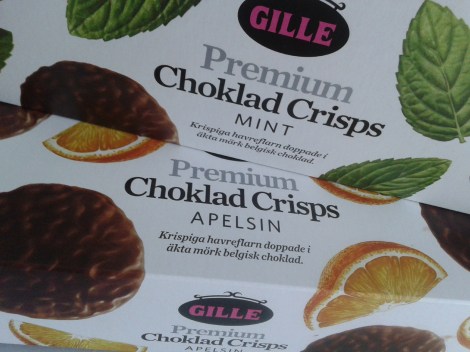 GILLE
Premium
Choklad Crisps
MINT
Krispiga havreflarn doppade i
äkta mörk belgisk choklad.
Premium
Choklad Crisps
APELSIN
Krispiga havreflarn doppade i
äkta mörk belgisk choklad.
GILLE
Premium
Choklad Crisps
APELSIN